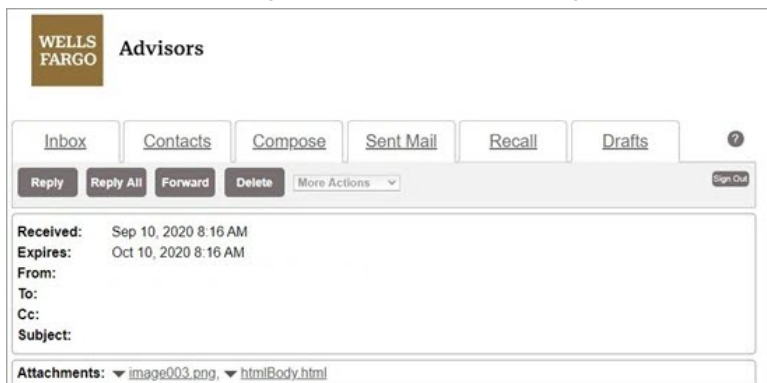 WELLS
FARGO
Advisors
Inbox Contacts Compose Sent Mail Recall Drafts ?
Reply Reply All Forward Delete More Actions Sign Out
Received: Sep 10, 2020 8:16 AM
Expires: Oct 10, 2020 8:16 AM
From:
To:
Cc:
Subject:
Attachments: image003.png, htmlBody.html